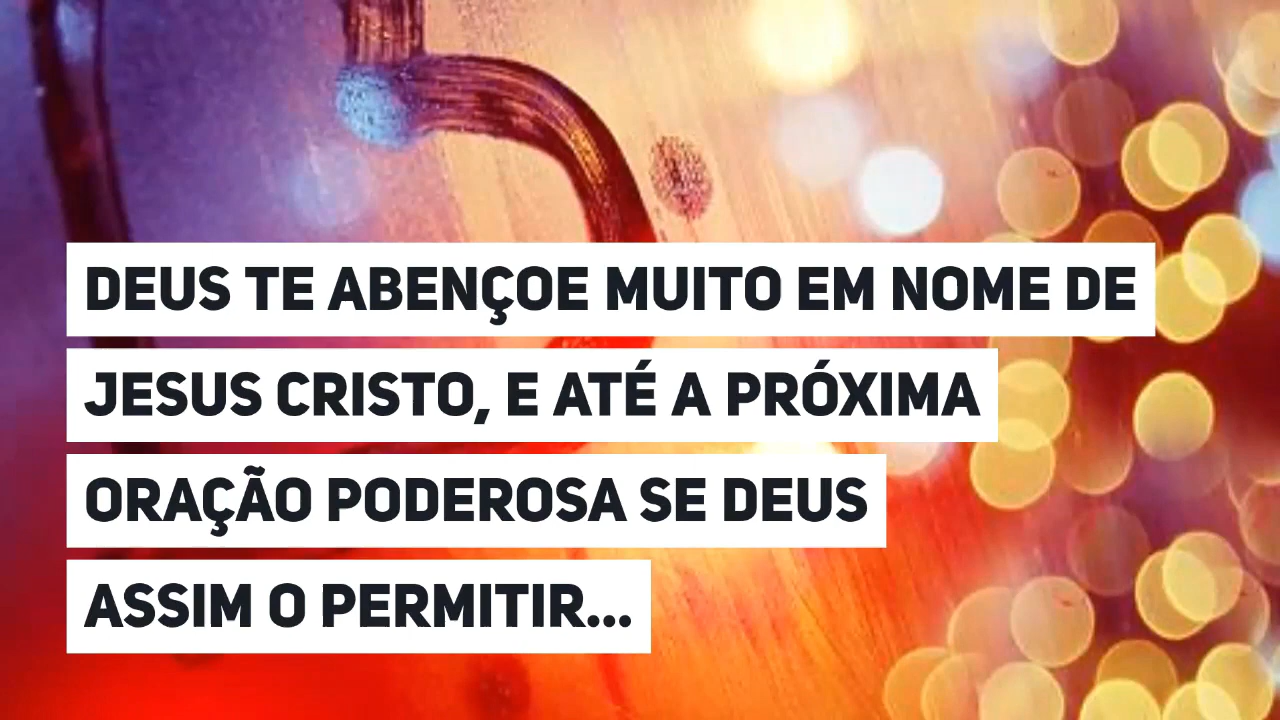 DEUS TE ABENÇOE MUITO EM NOME DE
JESUS CRISTO, E ATÉ A PRÓXIMA
ORAÇÃO PODEROSA SE DEUS
ASSIM O PERMITIR...